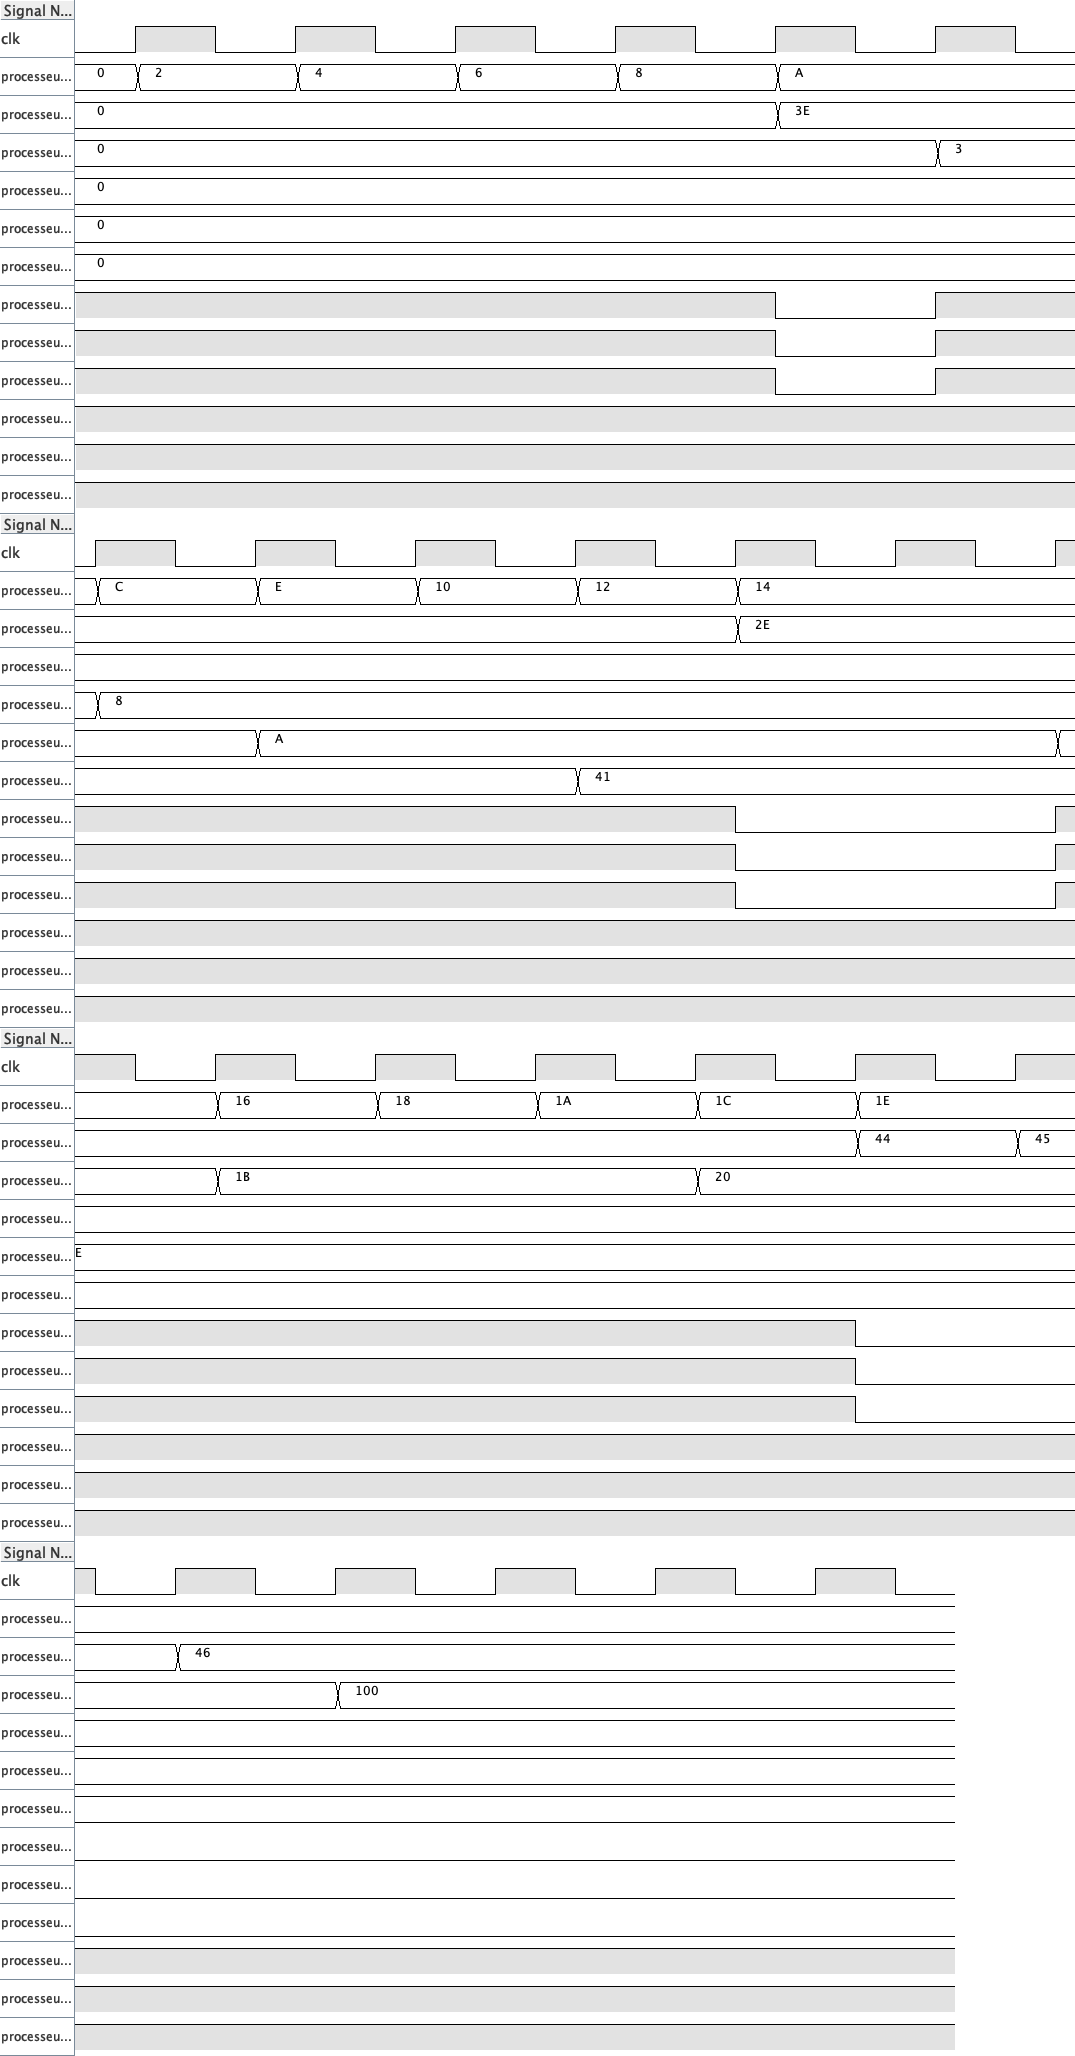 Signal N...
clk
processeu... 0 2 4 6 8 A
processeu... 0 3E
processeu... 0 3
processeu... 0
processeu... 0
processeu... 0
processeu...
processeu...
processeu...
processeu...
processeu...
processeu...
Signal N...
clk
processeu... C E 10 12 14
processeu... 2E
processeu...
processeu... 8
processeu... A
processeu... 41
processeu...
processeu...
processeu...
processeu...
processeu...
processeu...
Signal N...
clk
processeu... 16 18 1A 1C 1E
processeu... 44 45
processeu... 1B 20
processeu...
processeu... E
processeu...
processeu...
processeu...
processeu...
processeu...
processeu...
processeu...
Signal N...
clk
processeu...
processeu... 46
processeu... 100
processeu...
processeu...
processeu...
processeu...
processeu...
processeu...
processeu...
processeu...
processeu...